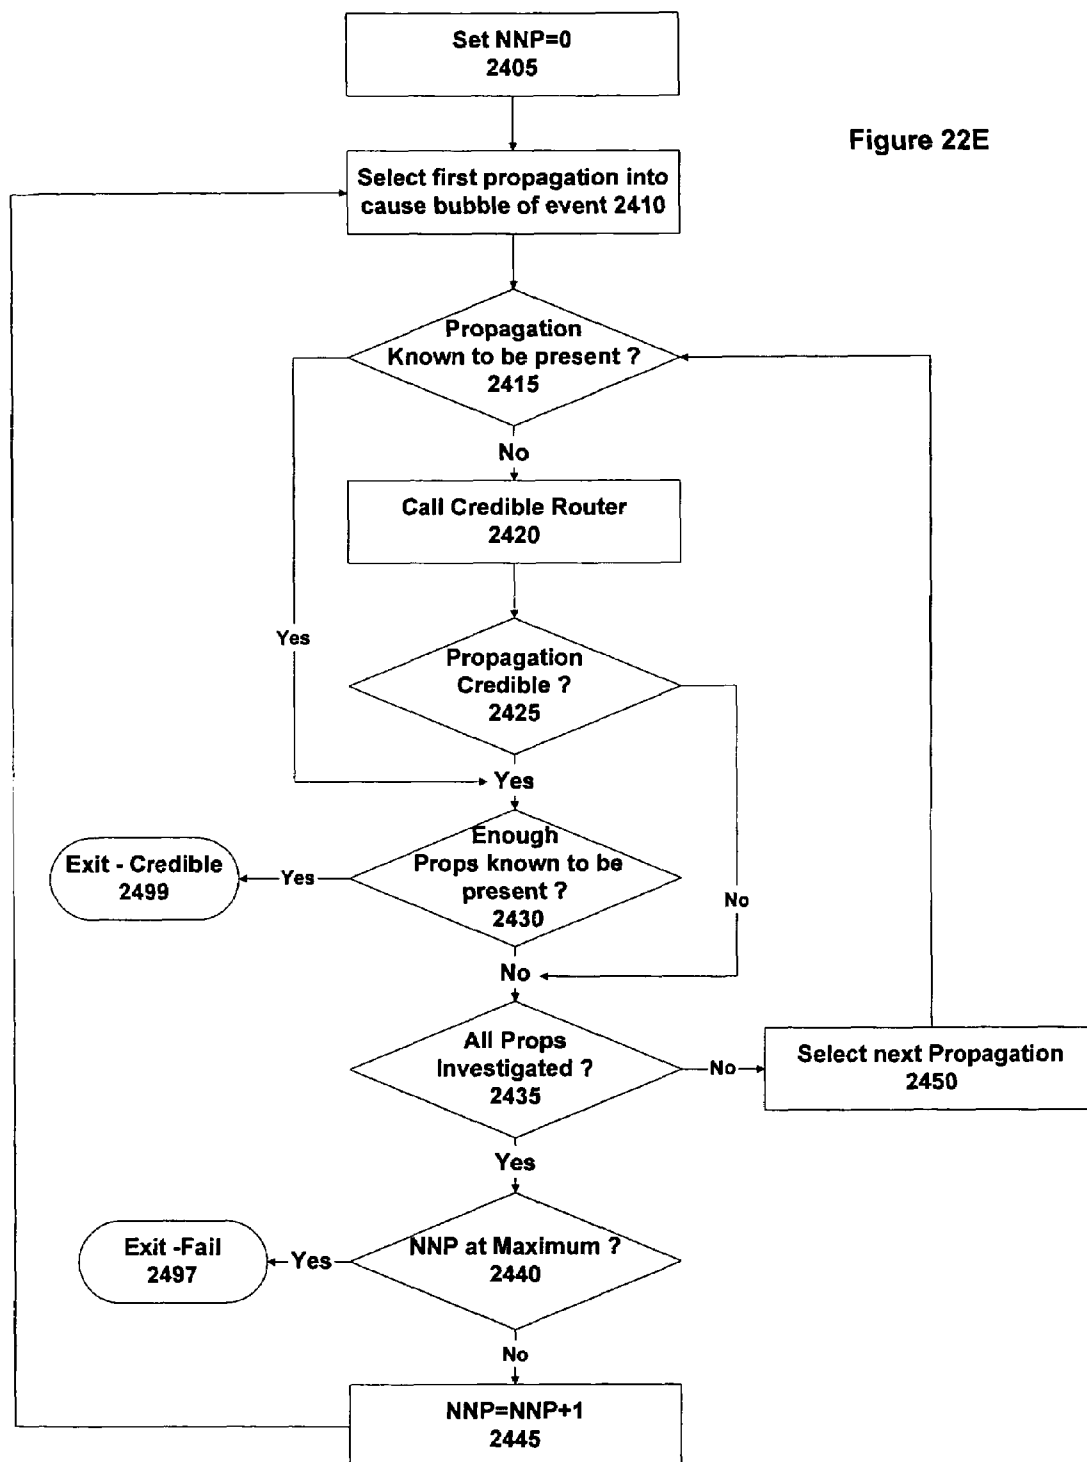 Set NNP=0
2405
Figure 22E
Select first propagation into
cause bubble of event 2410
Propagation
Known to be present ?
2415
No
Call Credible Router
2420
Yes
Propagation
Credible ?
2425
Yes
Enough
Props known to be
present ?
2430
Exit - Credible
2499
Yes
No
No
All Props
Investigated ?
2435
No
Select next Propagation
2450
Yes
Exit -Fail
2497
Yes
NNP at Maximum ?
2440
No
NNP=NNP+1
2445